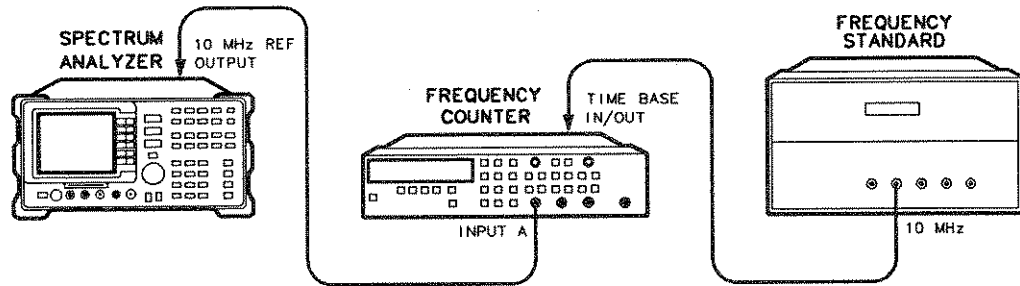 SPECTRUM
ANALYZER
10 MHz REF
OUTPUT
FREQUENCY
COUNTER
INPUT A
TIME BASE
IN/OUT
FREQUENCY
STANDARD
10 MHz